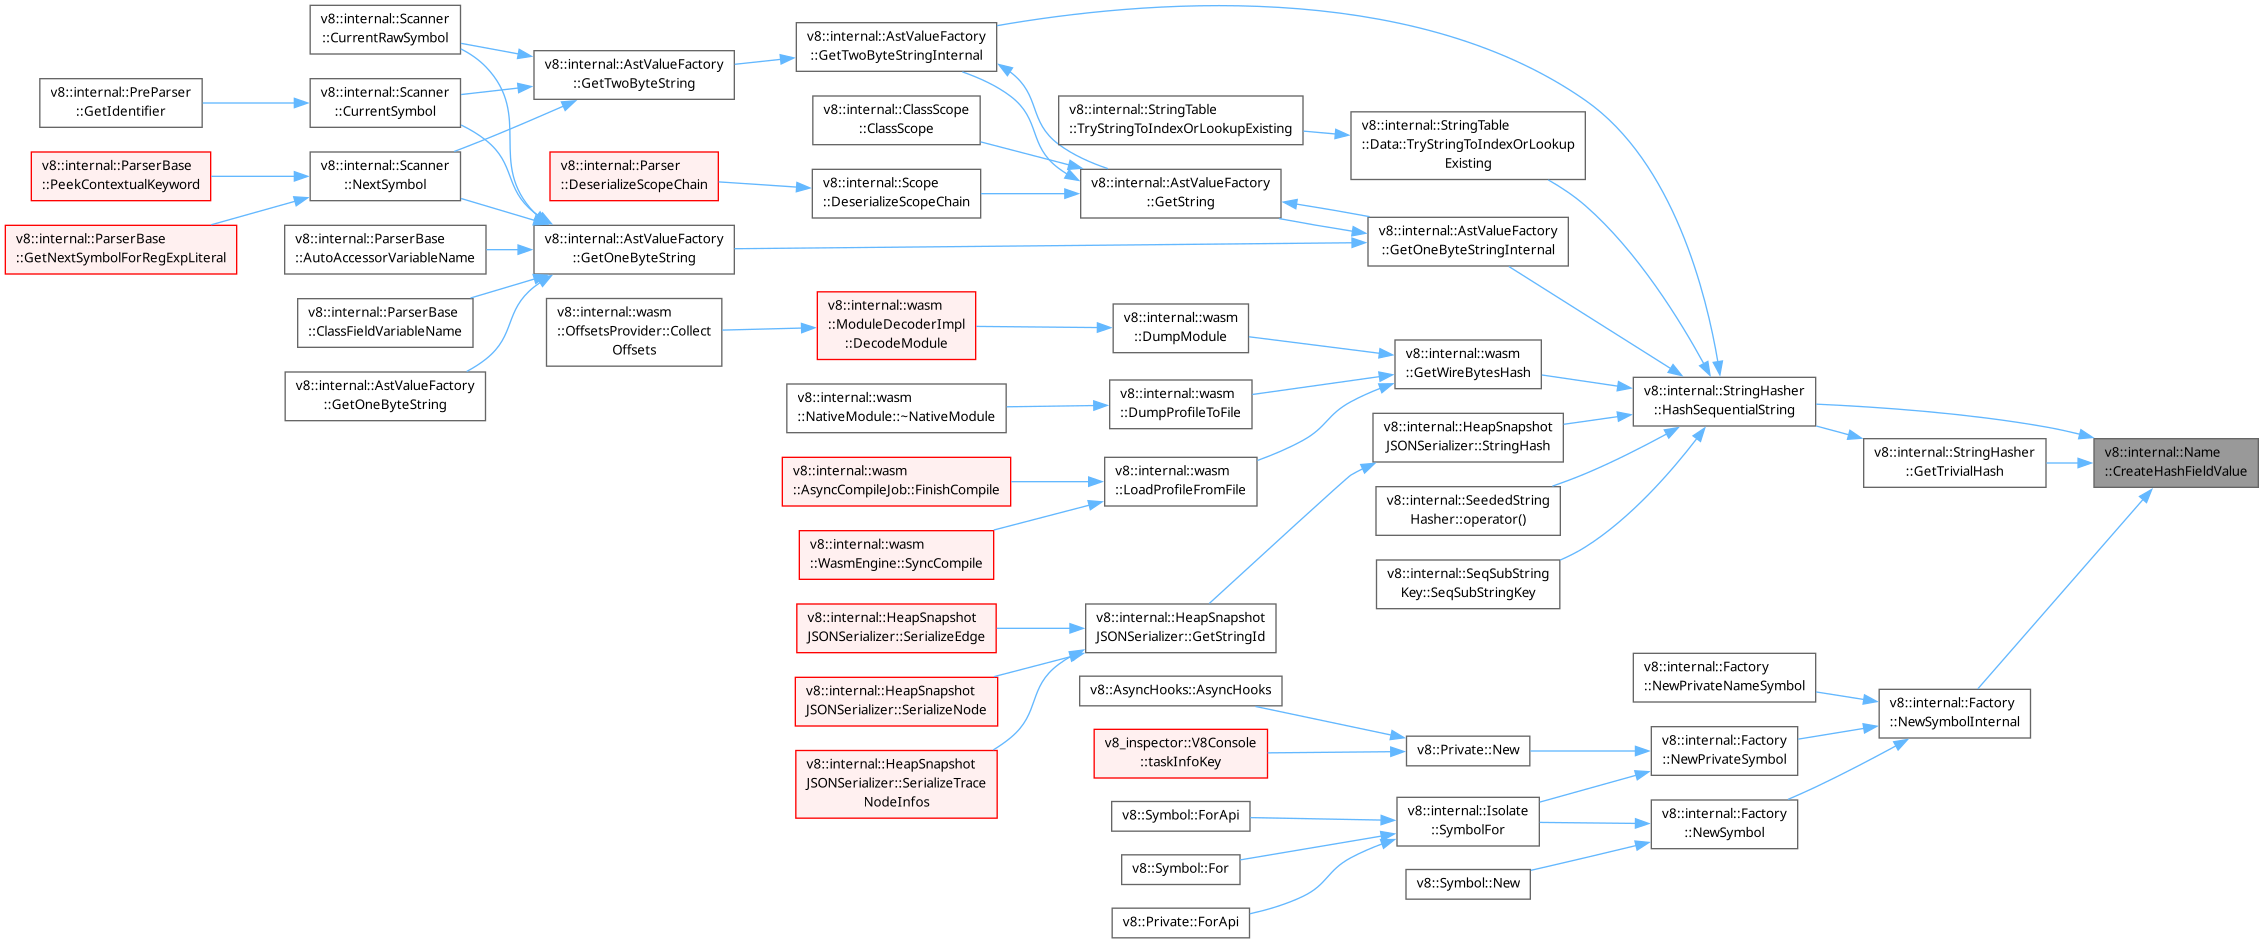 v8::internal::Scanner
::CurrentRawSymbol
v8::internal::PreParser
::GetIdentifier
v8::internal::Scanner
::CurrentSymbol
v8::internal::ParserBase
::PeekContextualKeyword
v8::internal::Scanner
::NextSymbol
v8::internal::ParserBase
::GetNextSymbolForRegExpLiteral
v8::internal::ParserBase
::AutoAccessorVariableName
v8::internal::ParserBase
::ClassFieldVariableName
v8::internal::AstValueFactory
::GetOneByteString
v8::internal::AstValueFactory
::GetTwoByteString
v8::internal::Parser
::DeserializeScopeChain
v8::internal::AstValueFactory
::GetOneByteString
v8::internal::wasm
::OffsetsProvider::Collect
Offsets
v8::internal::AstValueFactory
::GetTwoByteStringInternal
v8::internal::ClassScope
::ClassScope
v8::internal::Scope
::DeserializeScopeChain
v8::internal::wasm
::ModuleDecoderImpl
::DecodeModule
v8::internal::wasm
::NativeModule::~NativeModule
v8::internal::wasm
::AsyncCompileJob::FinishCompile
v8::internal::wasm
::WasmEngine::SyncCompile
v8::internal::HeapSnapshot
JSONSerializer::SerializeEdge
v8::internal::HeapSnapshot
JSONSerializer::SerializeNode
v8::internal::HeapSnapshot
JSONSerializer::SerializeTrace
NodeInfos
v8::internal::StringTable
::TryStringToIndexOrLookupExisting
v8::internal::AstValueFactory
::GetString
v8::internal::wasm
::DumpModule
v8::internal::wasm
::DumpProfileToFile
v8::internal::wasm
::LoadProfileFromFile
v8::internal::HeapSnapshot
JSONSerializer::GetStringId
v8::AsyncHooks::AsyncHooks
v8_inspector::V8Console
::taskInfoKey
v8::Symbol::ForApi
v8::Symbol::For
v8::Private::ForApi
v8::internal::StringTable
::Data::TryStringToIndexOrLookup
Existing
v8::internal::AstValueFactory
::GetOneByteStringInternal
v8::internal::wasm
::GetWireBytesHash
v8::internal::HeapSnapshot
JSONSerializer::StringHash
v8::internal::SeededString
Hasher::operator()
v8::internal::SeqSubString
Key::SeqSubStringKey
v8::Private::New
v8::internal::Isolate
::SymbolFor
v8::Symbol::New
v8::internal::StringHasher
::HashSequentialString
v8::internal::Factory
::NewPrivateNameSymbol
v8::internal::Factory
::NewPrivateSymbol
v8::internal::Factory
::NewSymbol
v8::internal::StringHasher
::GetTrivialHash
v8::internal::Factory
::NewSymbolInternal
v8::internal::Name
::CreateHashFieldValue